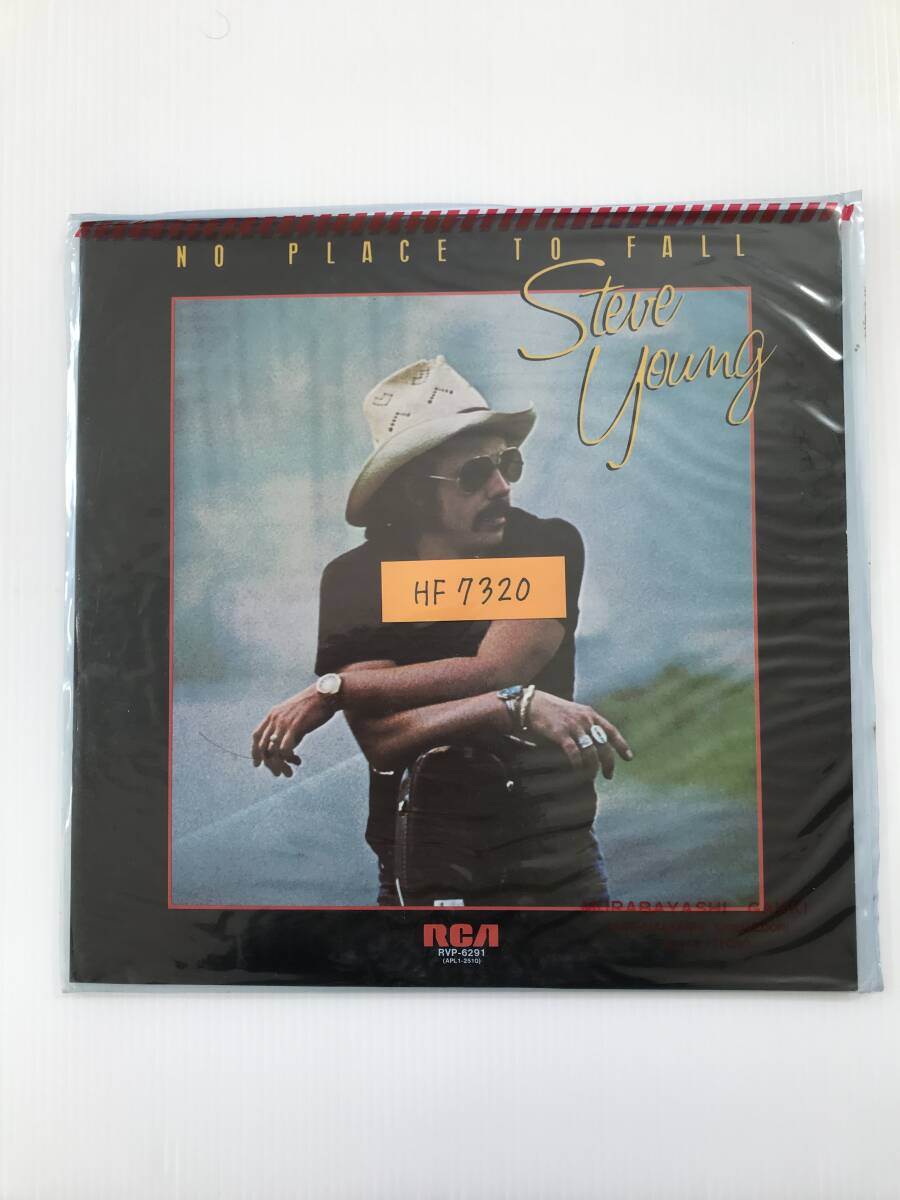 NO PLACE TO FALL
Steve
Young
HF 7320
RCA
RVP-6291
(APL1-2510)